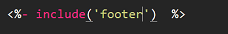 <%- include('footer')  %>